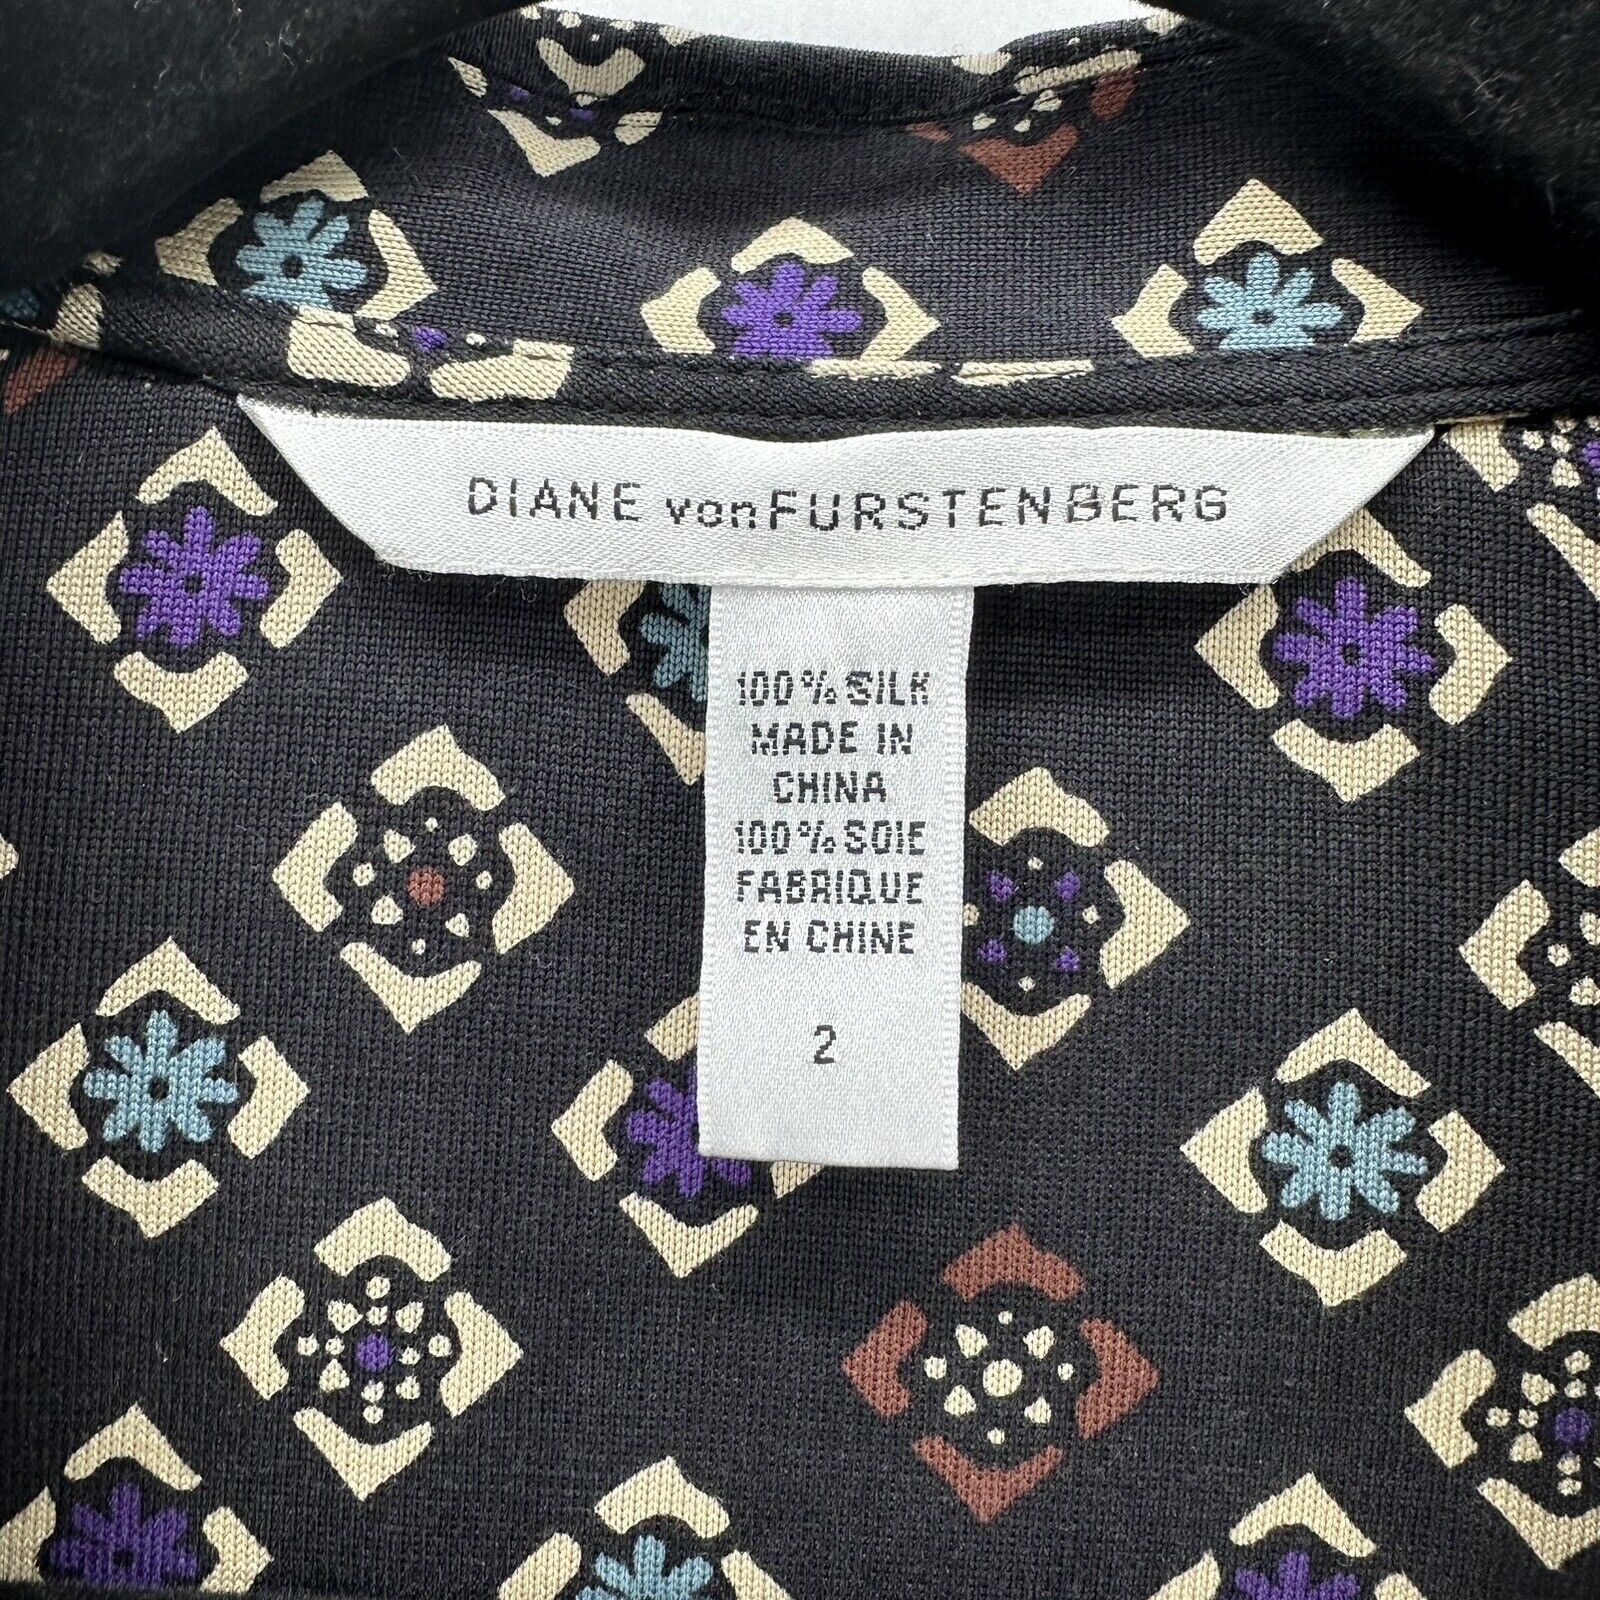 DIANE von FURSTENBERG
100% SILK
MADE IN
CHINA
100% SOIE
FABRIQUE
EN CHINE
2